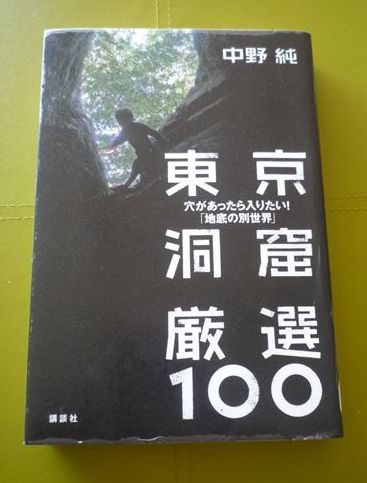 中野 純
東京
穴があったら入りたい!
「地底の別世界」
洞窟
厳選
100
講談社